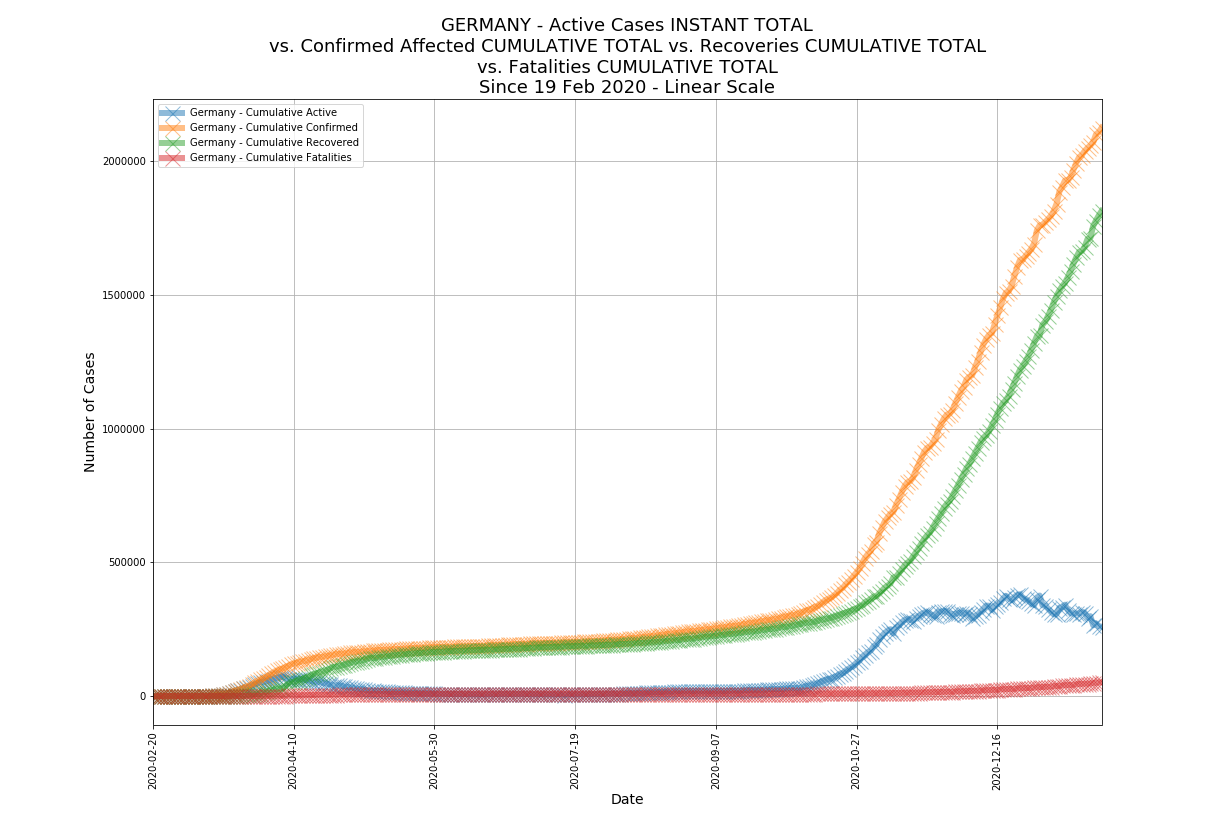 GERMANY - Active Cases INSTANT TOTAL
vs. Confirmed Affected CUMULATIVE TOTAL vs. Recoveries CUMULATIVE TOTAL
vs. Fatalities CUMULATIVE TOTAL
Since 19 Feb 2020 - Linear Scale
Germany - Cumulative Active
Germany - Cumulative Confirmed
Germany - Cumulative Recovered
Germany - Cumulative Fatalities
Number of Cases
2000000
1500000
1000000
500000
0
2020-02-20
2020-04-10
2020-05-30
2020-07-19
2020-09-07
2020-10-27
2020-12-16
Date